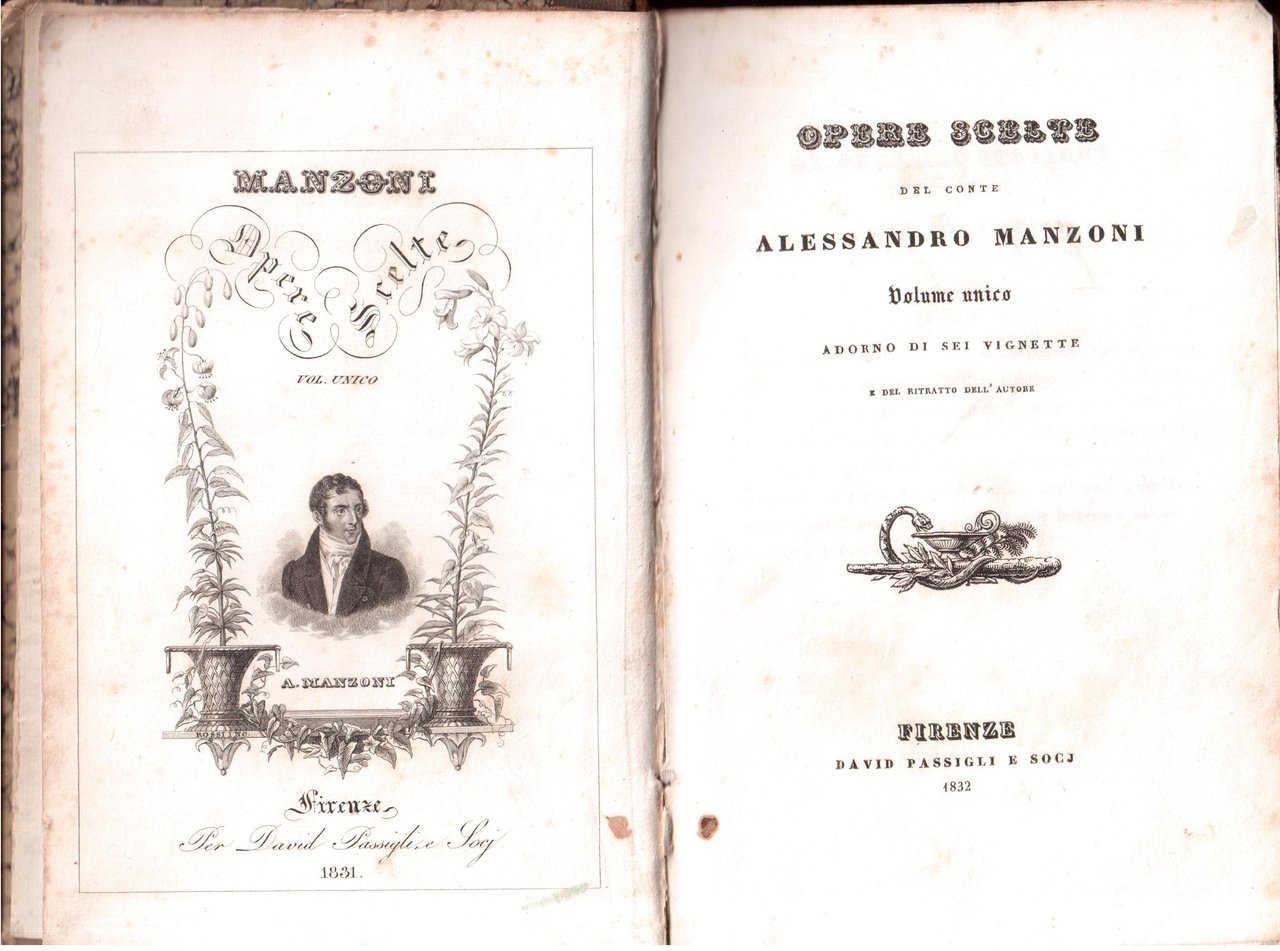 MANZONI
Opere Scelte
VOL. UNICO
A. MANZONI
Firenze
Per David Passigli, e Socj
1831.
OPERE SCELTE
DEL CONTE
ALESSANDRO MANZONI
Volume unico
ADORNO DI SEI VIGNETTE
E DEL RITRATTO DELL' AUTORE
FIRENZE
DAVID PASSIGLI E SOCJ
1832